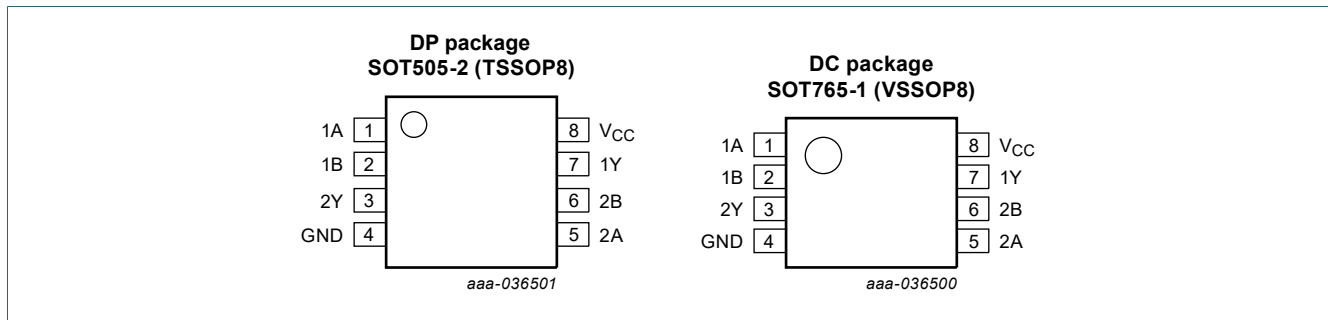 DP package
SOT505-2 (TSSOP8)
1A 1 8 VCC
1B 2 7 1Y
2Y 3 6 2B
GND 4 5 2A
aaa-036501
DC package
SOT765-1 (VSSOP8)
1A 1 8 VCC
1B 2 7 1Y
2Y 3 6 2B
GND 4 5 2A
aaa-036500